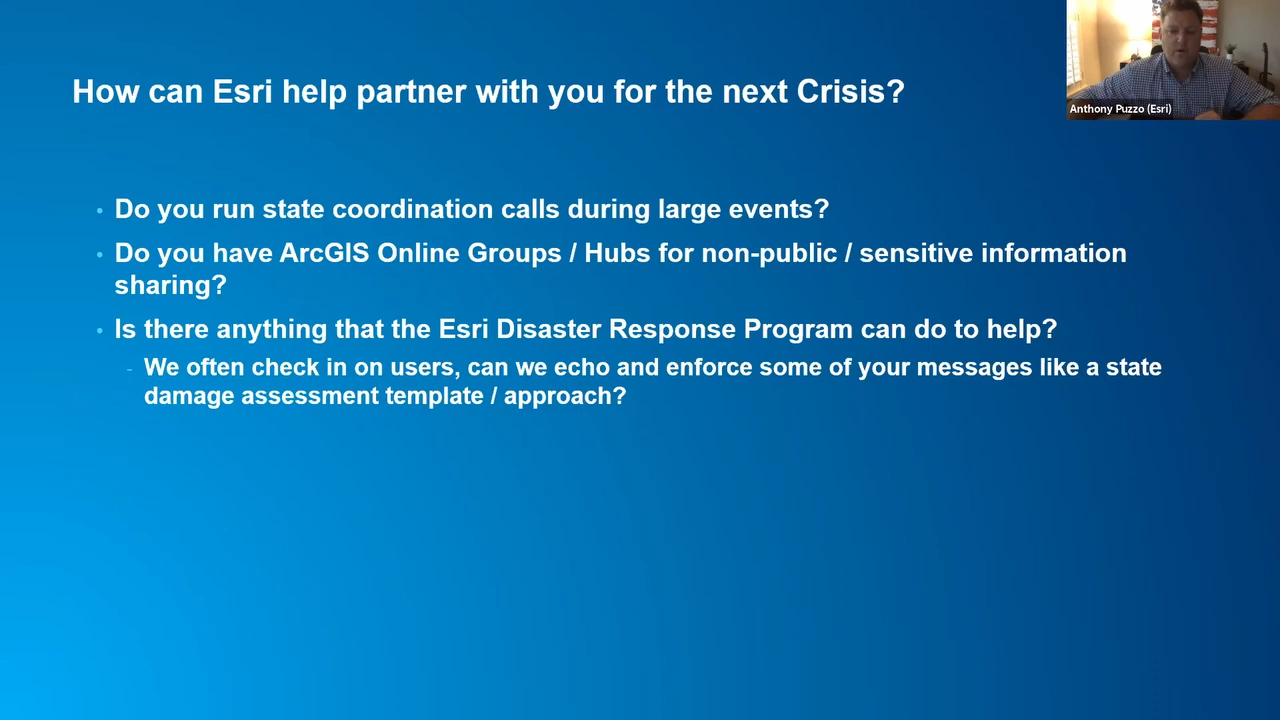 How can Esri help partner with you for the next Crisis?
Anthony Puzzo (Esri)
• Do you run state coordination calls during large events?
• Do you have ArcGIS Online Groups / Hubs for non-public / sensitive information
sharing?
• Is there anything that the Esri Disaster Response Program can do to help?
- We often check in on users, can we echo and enforce some of your messages like a state
damage assessment template / approach?